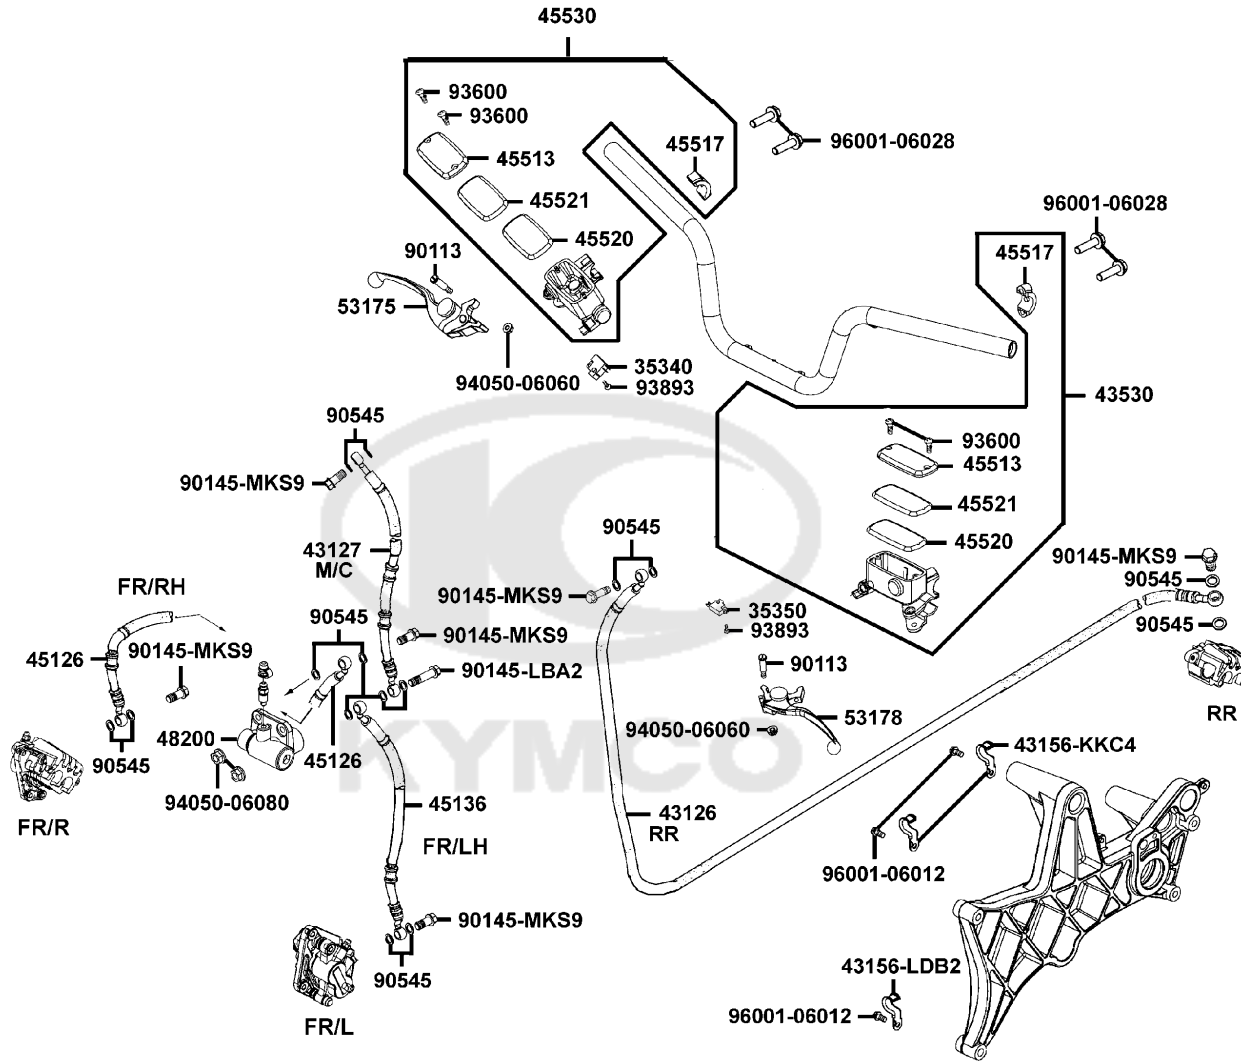 45530
93600
93600
96001-06028
45517
45513
45521
96001-06028
45520
45517
90113
53175
35340
94050-06060
93893
43530
90545
93600
45513
90145-MKS9
45521
90545
45520
43127
M/C
90145-MKS9
FR/RH
90545
90145-MKS9
35350
90545
90145-MKS9
93893
90545
45126
90145-MKS9
90113
90145-LBA2
RR
53178
94050-06060
48200
43156-KKC4
90545
45126
KYMCO
94050-06080
45136
43126
RR
FR/R
FR/LH
96001-06012
90145-MKS9
43156-LDB2
90545
96001-06012
FR/L